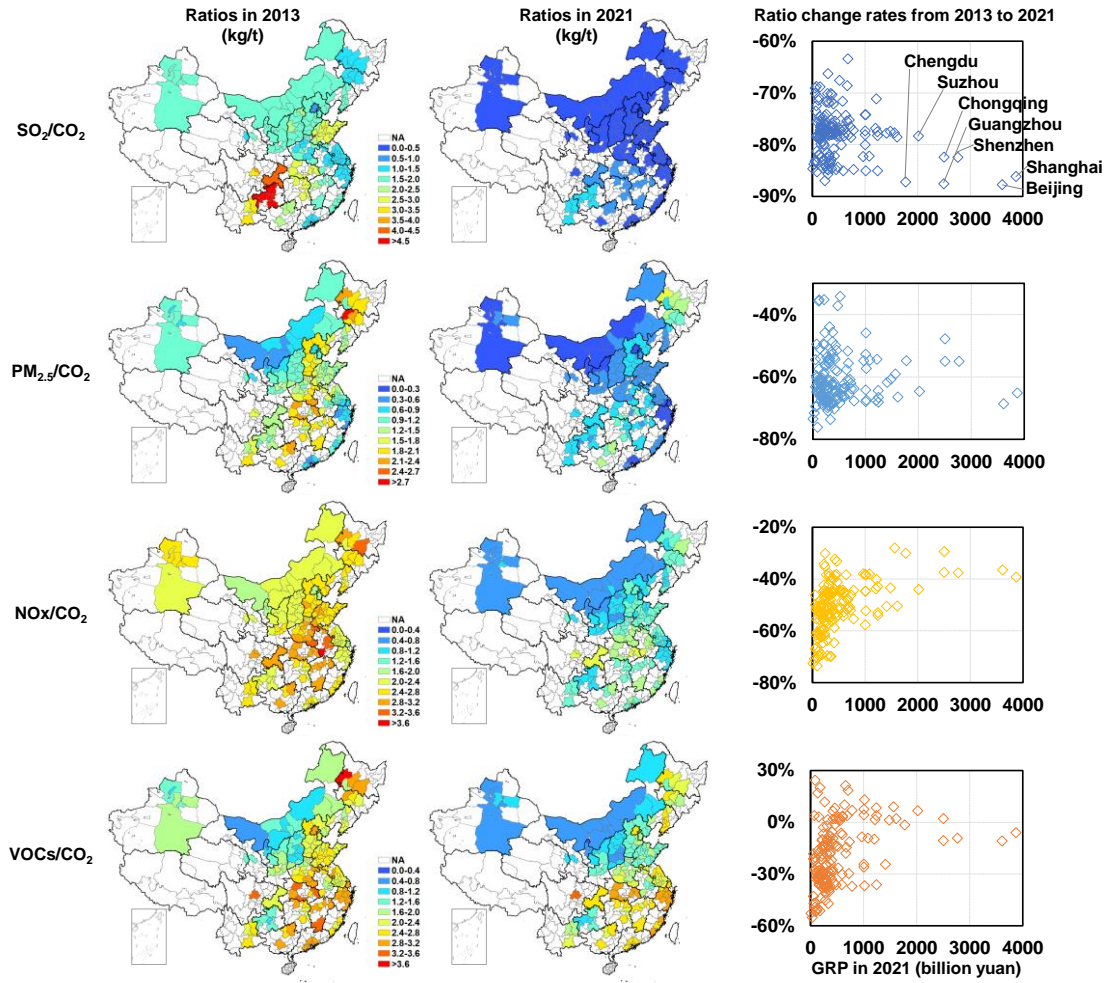 Ratios in 2013
(kg/t)
Ratios in 2021
(kg/t)
Ratio change rates from 2013 to 2021
SO2/CO2
NA
0.0-0.5
0.5-1.0
1.0-1.5
1.5-2.0
2.0-2.5
2.5-3.0
3.0-3.5
3.5-4.0
4.0-4.5
>4.5
-60%
-70%
-80%
-90%
Chengdu
Suzhou
Chongqing
Guangzhou
Shenzhen
Shanghai
Beijing
0 1000 2000 3000 4000
PM2.5/CO2
NA
0.0-0.3
0.3-0.6
0.6-0.9
0.9-1.2
1.2-1.5
1.5-1.8
1.8-2.1
2.1-2.4
2.4-2.7
>2.7
-40%
-60%
-80%
0 1000 2000 3000 4000
NOx/CO2
NA
0.0-0.4
0.4-0.8
0.8-1.2
1.2-1.6
1.6-2.0
2.0-2.4
2.4-2.8
2.8-3.2
3.2-3.6
>3.6
-20%
-40%
-60%
-80%
0 1000 2000 3000 4000
VOCs/CO2
NA
0.0-0.4
0.4-0.8
0.8-1.2
1.2-1.6
1.6-2.0
2.0-2.4
2.4-2.8
2.8-3.2
3.2-3.6
>3.6
30%
0%
-30%
-60%
0 1000 2000 3000 4000
GRP in 2021 (billion yuan)